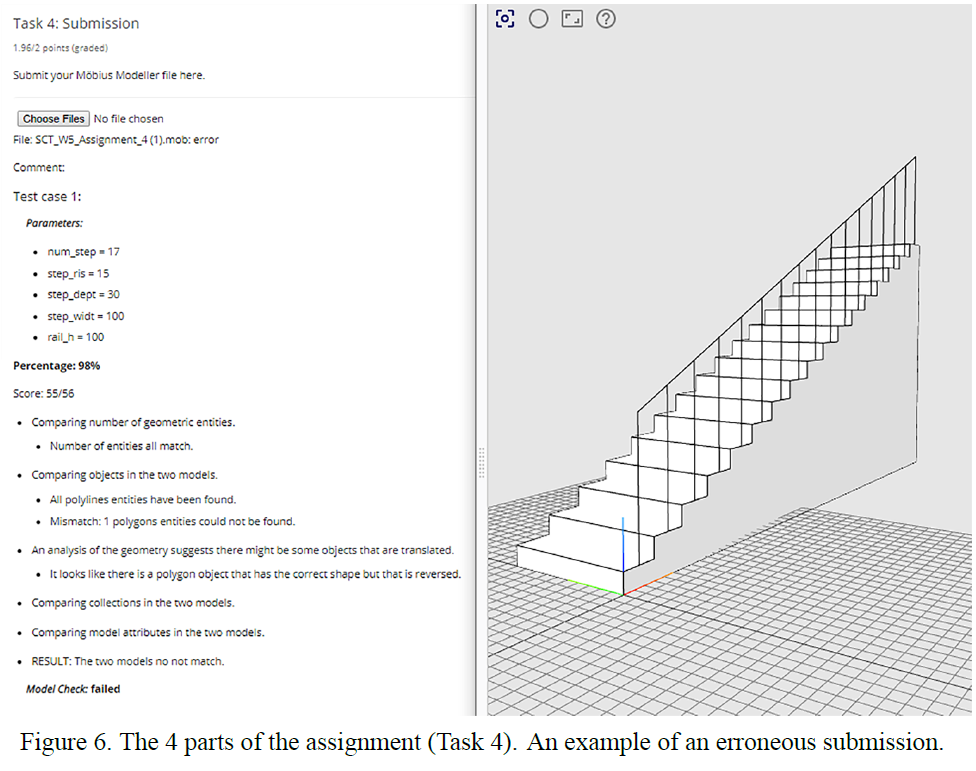 Task 4: Submission
1.96/2 points (graded)
Submit your Möbius Modeller file here.
Choose Files No file chosen
File: SCT_W5_Assignment_4 (1).mob: error
Comment:
Test case 1:
Parameters:
• num_step = 17
• step_ris = 15
• step_dept = 30
• step_widt = 100
• rail_h = 100
Percentage: 98%
Score: 55/56
• Comparing number of geometric entities.
• Number of entities all match.
• Comparing objects in the two models.
• All polylines entities have been found.
• Mismatch: 1 polygons entities could not be found.
• An analysis of the geometry suggests there might be some objects that are translated.
• It looks like there is a polygon object that has the correct shape but that is reversed.
• Comparing collections in the two models.
• Comparing model attributes in the two models.
• RESULT: The two models no not match.
Model Check: failed
Figure 6. The 4 parts of the assignment (Task 4). An example of an erroneous submission.